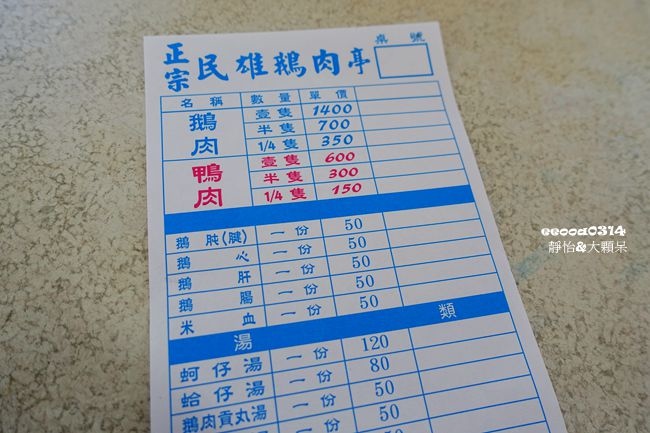 正宗民雄鵝肉亭 桌號
名稱 數量 單價
鵝肉 壹隻 1400
半隻 700
1/4隻 350
鴨肉 壹隻 600
半隻 300
1/4隻 150
鵝肫(腱) 一份 50
鵝心 一份 50
鵝肝 一份 50
鵝腸 一份 50
米血 一份 50
湯類
蚵仔湯 一份 120
蛤仔湯 一份 80
鵝肉貢丸湯 一份 50
50
eeooa0314
靜怡&大顆呆